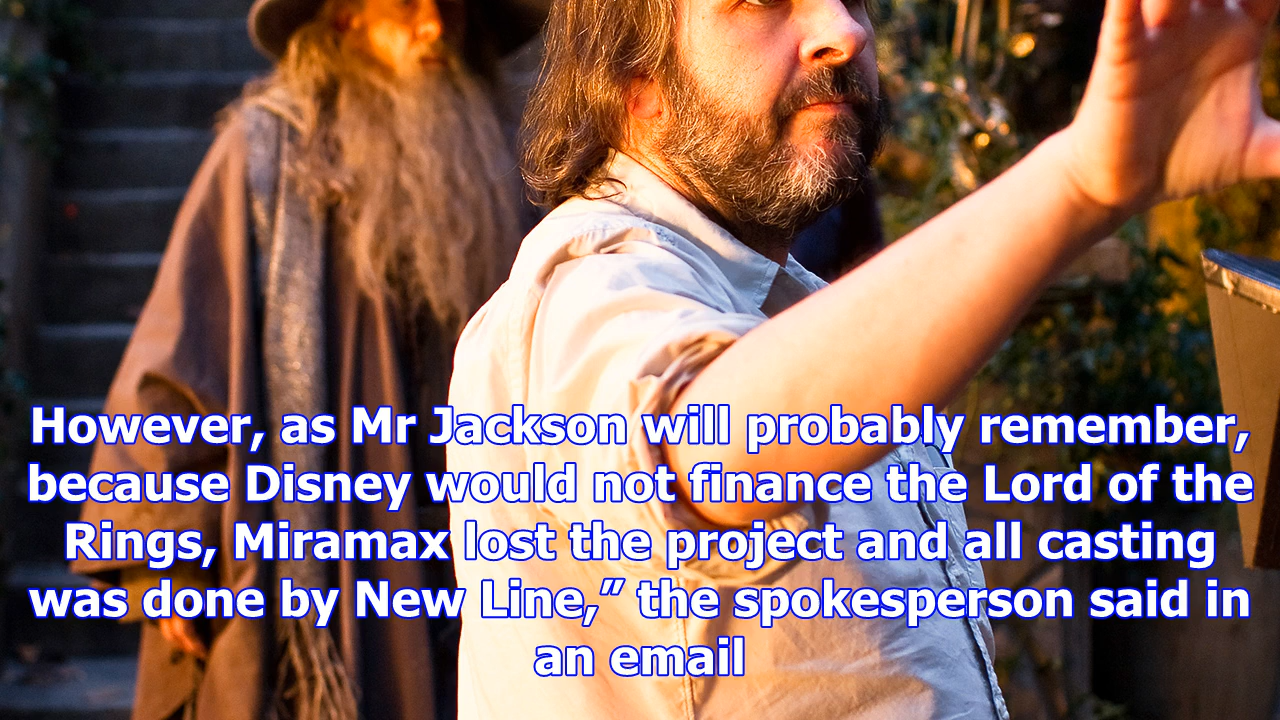 However, as Mr Jackson will probably remember,
because Disney would not finance the Lord of the
Rings, Miramax lost the project and all casting
was done by New Line,” the spokesperson said in
an email